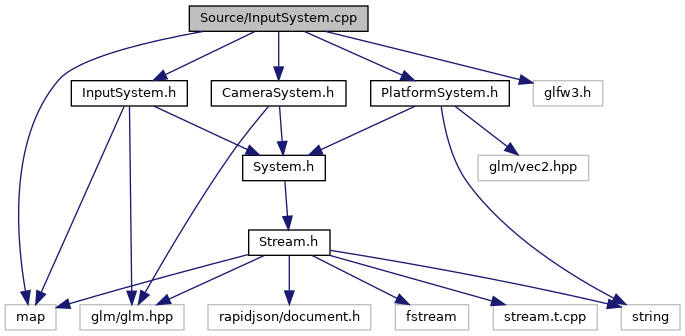 Source/InputSystem.cpp
InputSystem.h
CameraSystem.h
PlatformSystem.h
glfw3.h
System.h
glm/vec2.hpp
Stream.h
map
glm/glm.hpp
rapidjson/document.h
fstream
stream.t.cpp
string